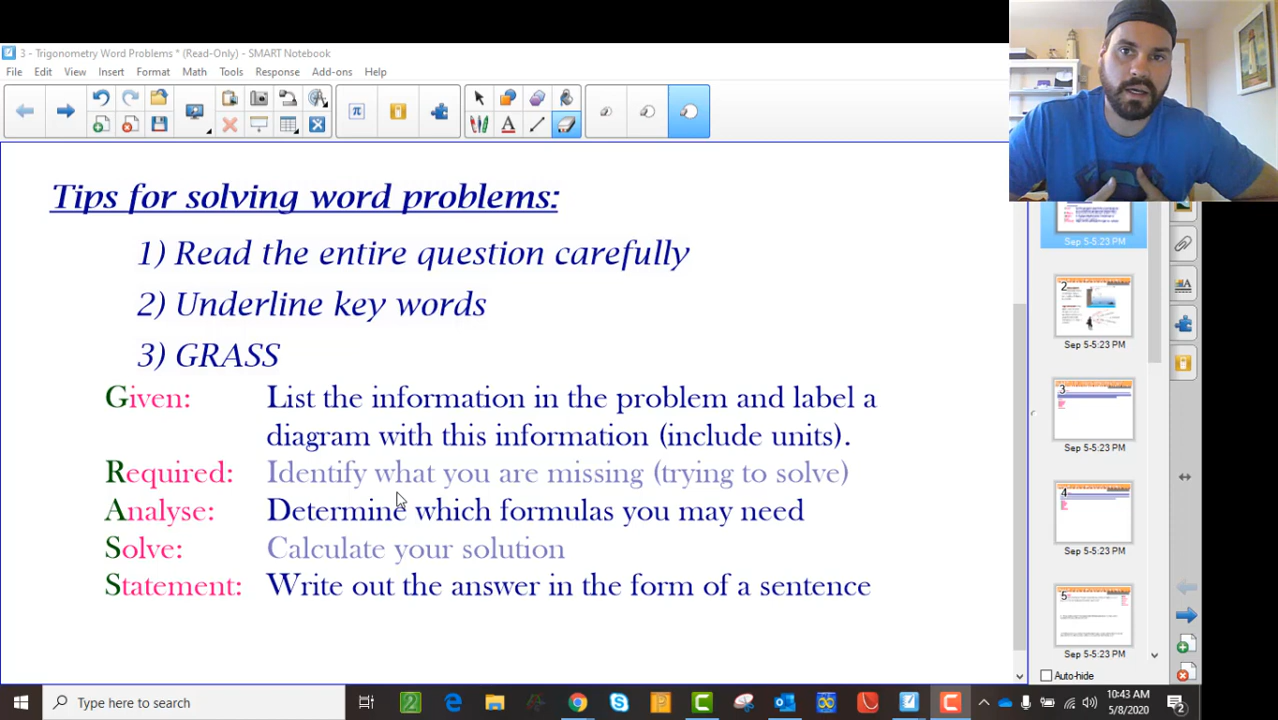 3 - Trigonometry Word Problems * (Read-Only) - SMART Notebook
File Edit View Insert Format Math Tools Response Add-ons Help
Tips for solving word problems:
1) Read the entire question carefully
2) Underline key words
3) GRASS
Given: List the information in the problem and label a
diagram with this information (include units).
Required: Identify what you are missing (trying to solve)
Analyse: Determine which formulas you may need
Solve: Calculate your solution
Statement: Write out the answer in the form of a sentence
Sep 5-5:23 PM
2
Sep 5-5:23 PM
3
Sep 5-5:23 PM
4
Sep 5-5:23 PM
5
Sep 5-5:23 PM
Auto-hide
Type here to search
10:43 AM
5/8/2020
2